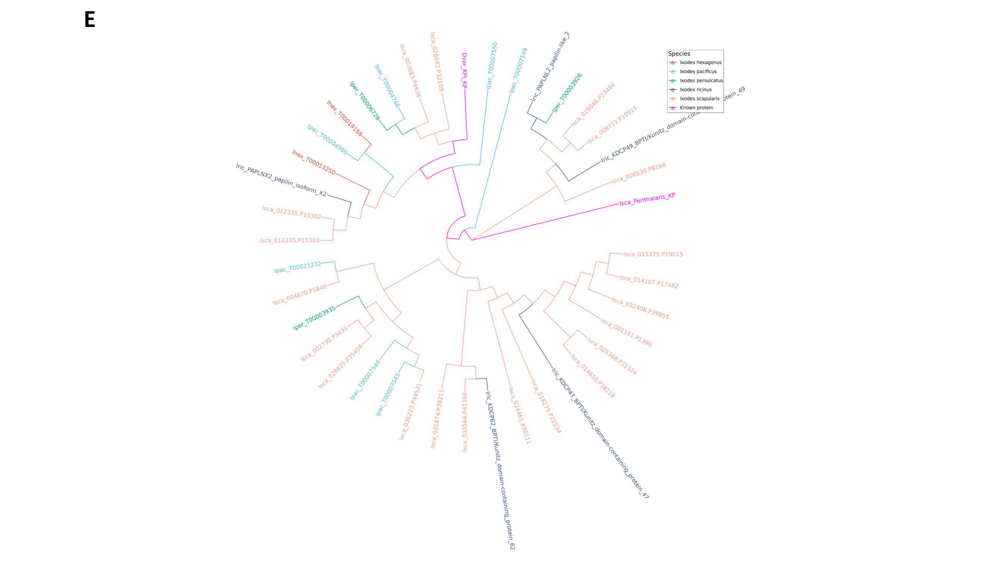 E
Isca_026042.P32109
Isca_003683.P4638
Ipac_T00004746
Iper_T00006728
Ihex_T00019168
Ipac_T00004980
Ihex_T00013250
Iric_PAPLNX2_papilin_isoform_X2
Isca_012335.P15302
Isca_012335.P15303
Dvar_KPI_KP
Ipac_T00007550
Ipac_T00007549
Iric_PAPLNL2_papilin-like_2
Iper_T00003926
Isca_019048.P23486
Isca_008773.P10915
Iric_KDCP49_BPTI/Kunitz_domain-con
otein_49
Isca_006530.P8168
Isca_Penthalaris_KP
Species
Ixodes hexagonus
Ixodes pacificus
Ixodes persulcatus
Ixodes ricinus
Ixodes scapularis
Known protein
Isca_015375.P19015
Isca_014107.P17482
Isca_032408.P39855
Isca_001161.P1390
Isca_025388.P31324
Isca_014650.P18118
Iric_KDCP47_BPTI/Kunitz_domain-containing_protein_47
Isca_018275.P22534
Isca_024461.P30111
Iric_KDCP62_BPTI/Kunitz_domain-containing_protein_62
Isca_033564.P41268
Isca_031874.P39211
Isca_036223.P44531
Ipac_T00007545
Ipac_T00007544
Isca_028825.P35458
Isca_002730.P3435
Iper_T00003935
Isca_004670.P5840
Ipac_T00021232